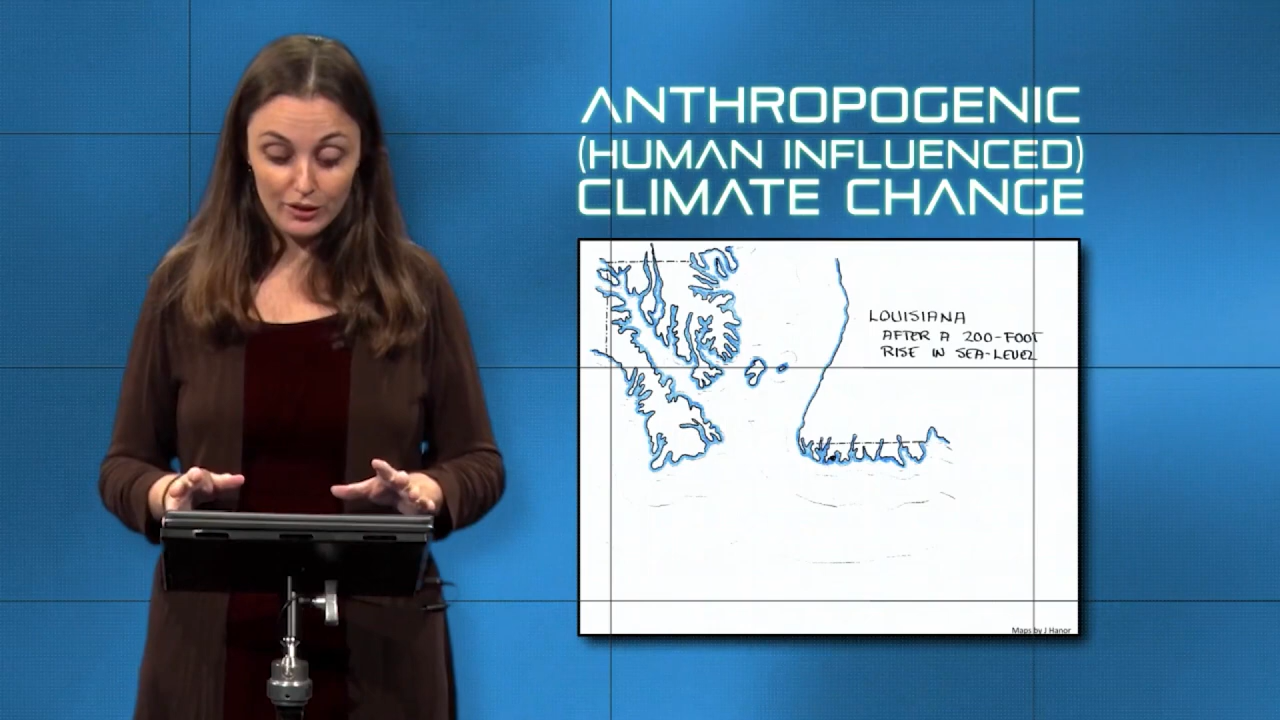 ANTHROPOGENIC
(HUMAN INFLUENCED)
CLIMATE CHANGE
LOUISIANA
AFTER A 200-FOOT
RISE IN SEA-LEVEL
Maps by J Hanor